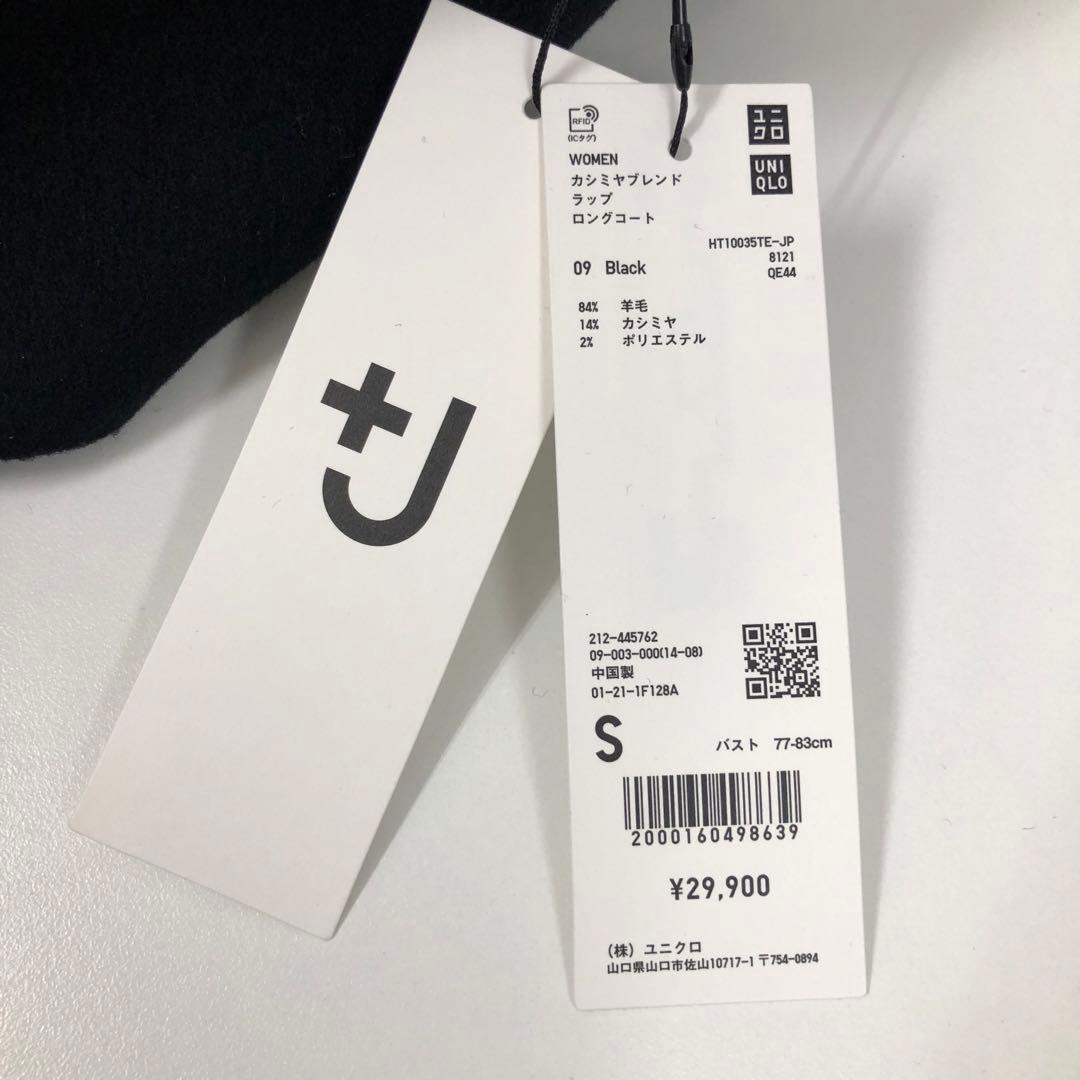 +J
RFID
(ICタグ)
ユニ
クロ
UNI
QLO
WOMEN
カシミヤブレンド
ラップ
ロングコート
HT10035TE-JP
8121
QE44
09 Black
84% 羊毛
14% カシミヤ
2% ポリエステル
212-445762
09-003-000(14-08)
中国製
01-21-1F128A
S バスト 77-83cm
2000160498639
¥29,900
(株) ユニクロ
山口県山口市佐山10717-1 〒754-0894